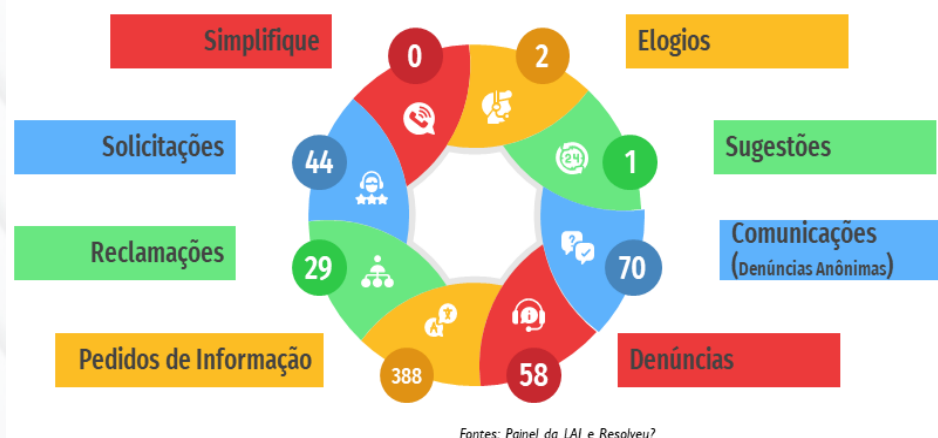 Simplifique
0
2
Elogios
Solicitações
44
24
1
Sugestões
Reclamações
29
?
70
Comunicações
(Denúncias Anônimas)
Pedidos de Informação
388
A
i
58
Denúncias
Fontes: Painel da LAI e Resolveu?